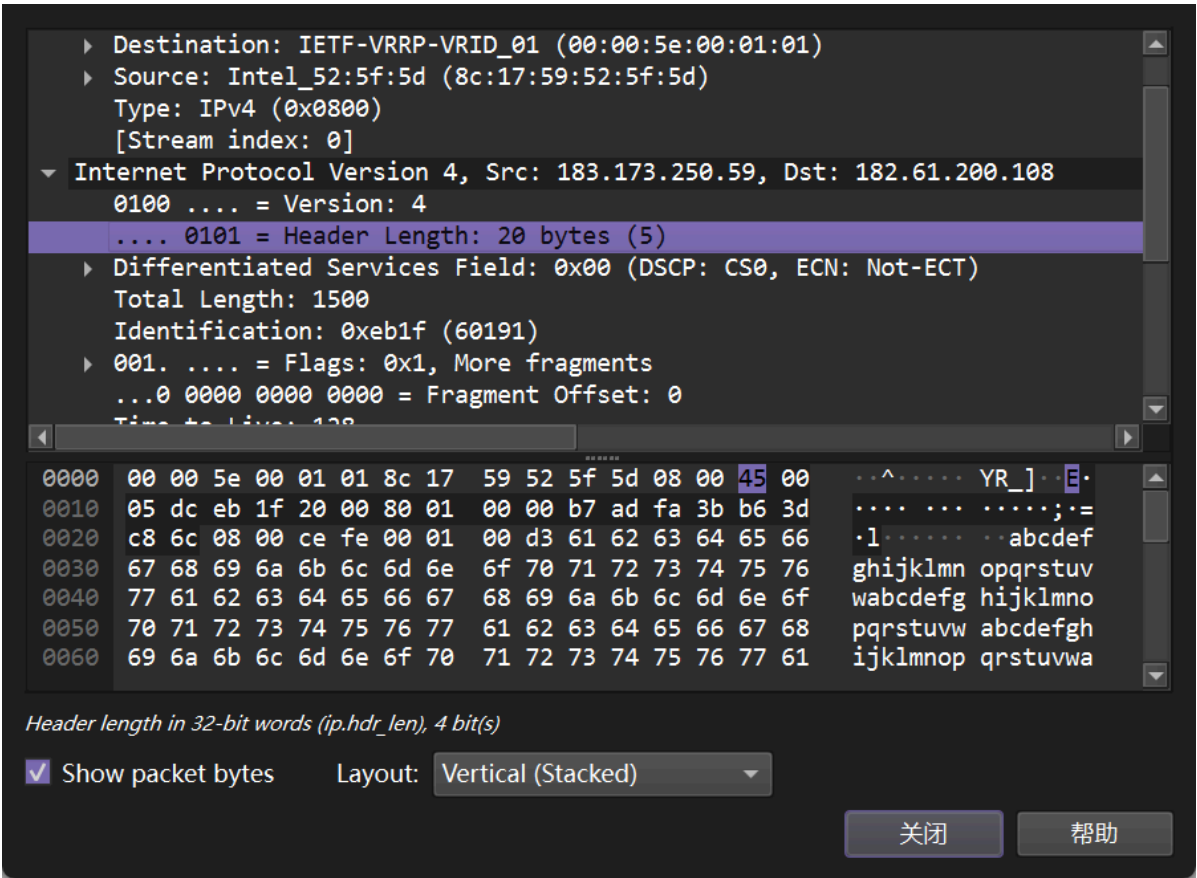 Destination: IETF-VRRP-VRID_01 (00:00:5e:00:01:01)
Source: Intel_52:5f:5d (8c:17:59:52:5f:5d)
Type: IPv4 (0x0800)
[Stream index: 0]
Internet Protocol Version 4, Src: 183.173.250.59, Dst: 182.61.200.108
0100 .... = Version: 4
.... 0101 = Header Length: 20 bytes (5)
Differentiated Services Field: 0x00 (DSCP: CS0, ECN: Not-ECT)
Total Length: 1500
Identification: 0xeb1f (60191)
001. .... = Flags: 0x1, More fragments
...0 0000 0000 0000 = Fragment Offset: 0
Time to Live: 128
0000 00 00 5e 00 01 01 8c 17 59 52 5f 5d 08 00 45 00 ··^····· YR_]··E·
0010 05 dc eb 1f 20 00 80 01 00 00 b7 ad fa 3b b6 3d ···· ··· ·····;·=
0020 c8 6c 08 00 ce fe 00 01 00 d3 61 62 63 64 65 66 ·l······ ··abcdef
0030 67 68 69 6a 6b 6c 6d 6e 6f 70 71 72 73 74 75 76 ghijklmn opqrstuv
0040 77 61 62 63 64 65 66 67 68 69 6a 6b 6c 6d 6e 6f wabcdefg hijklmno
0050 70 71 72 73 74 75 76 77 61 62 63 64 65 66 67 68 pqrstuvw abcdefgh
0060 69 6a 6b 6c 6d 6e 6f 70 71 72 73 74 75 76 77 61 ijklmnop qrstuvwa
Header length in 32-bit words (ip.hdr_len), 4 bit(s)
Show packet bytes Layout: Vertical (Stacked)
关闭 帮助